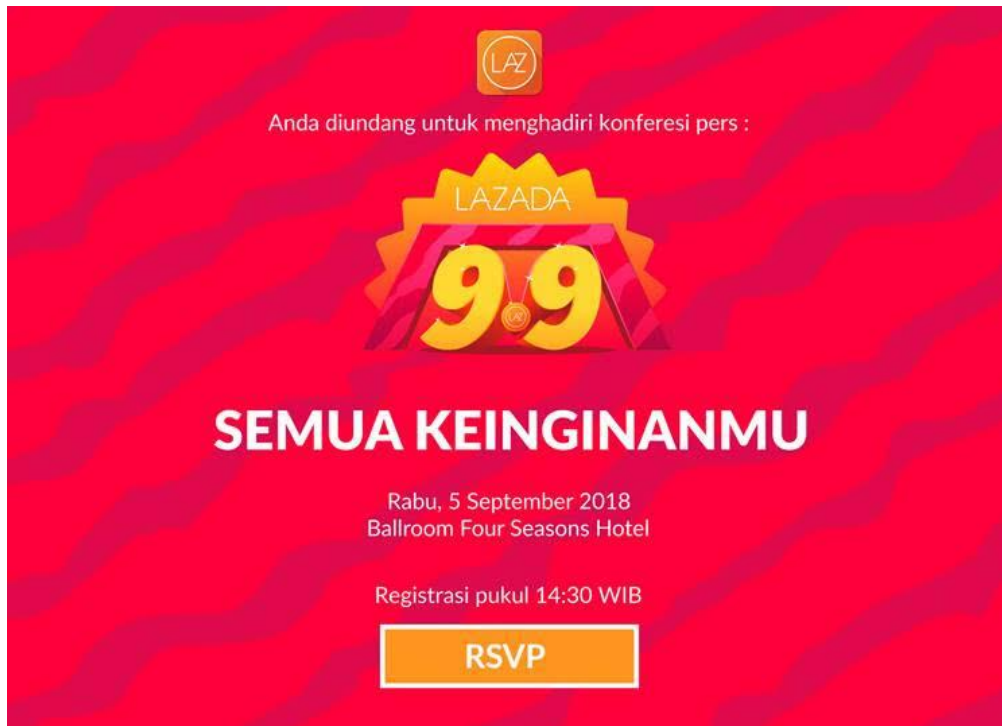 LAZ
Anda diundang untuk menghadiri konferesi pers :
LAZADA
9.9
LAZ
SEMUA KEINGINANMU
Rabu, 5 September 2018
Ballroom Four Seasons Hotel
Registrasi pukul 14:30 WIB
RSVP